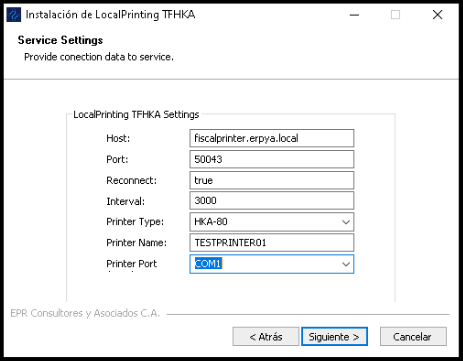 Instalación de LocalPrinting TFHKA
Service Settings
Provide conection data to service.
LocalPrinting TFHKA Settings
Host: fiscalprinter.erpya.local
Port: 50043
Reconnect: true
Interval: 3000
Printer Type: HKA-80
Printer Name: TESTPRINTER01
Printer Port COM1
EPR Consultores y Asociados C.A.
< Atrás Siguiente > Cancelar